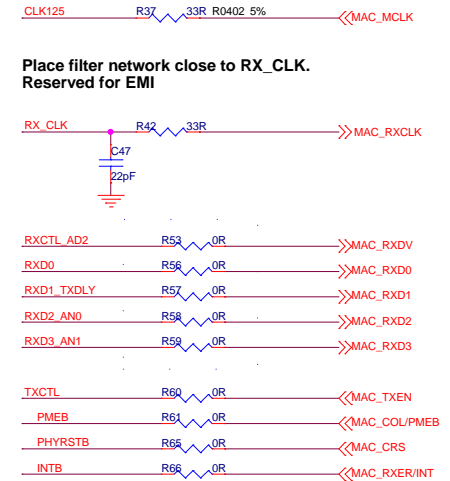 CLK125 R37 33R R0402 5% MAC_MCLK
Place filter network close to RX_CLK.
Reserved for EMI
RX_CLK R42 33R MAC_RXCLK
C47
22pF
RXCTL_AD2 R53 0R MAC_RXDV
RXD0 R56 0R MAC_RXD0
RXD1_TXDLY R57 0R MAC_RXD1
RXD2_AN0 R58 0R MAC_RXD2
RXD3_AN1 R59 0R MAC_RXD3
TXCTL R60 0R MAC_TXEN
PMEB R61 0R MAC_COL/PMEB
PHYRSTB R65 0R MAC_CRS
INTB R66 0R MAC_RXER/INT